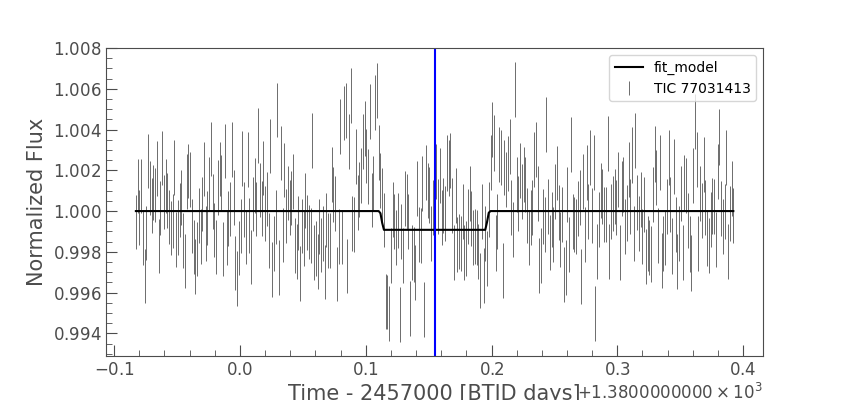 1.008
1.006
1.004
1.002
1.000
0.998
0.996
0.994
Normalized Flux
fit_model
TIC 77031413
−0.1 0.0 0.1 0.2 0.3 0.4
Time - 2457000 [BTJD days]
+1.3800000000 × 10³